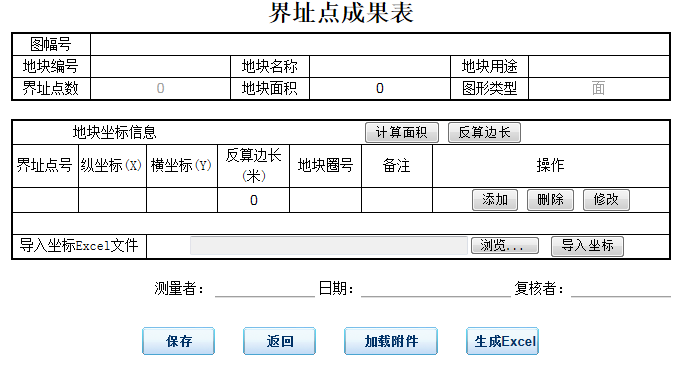 界址点成果表
图幅号
地块编号 地块名称 地块用途
界址点数 0 地块面积 0 图形类型 面
地块坐标信息 计算面积 反算边长
界址点号 纵坐标(X) 横坐标(Y) 反算边长(米) 地块圈号 备注 操作
0 添加 删除 修改
导入坐标Excel文件 浏览... 导入坐标
测量者： 日期： 复核者：
保存 返回 加载附件 生成Excel